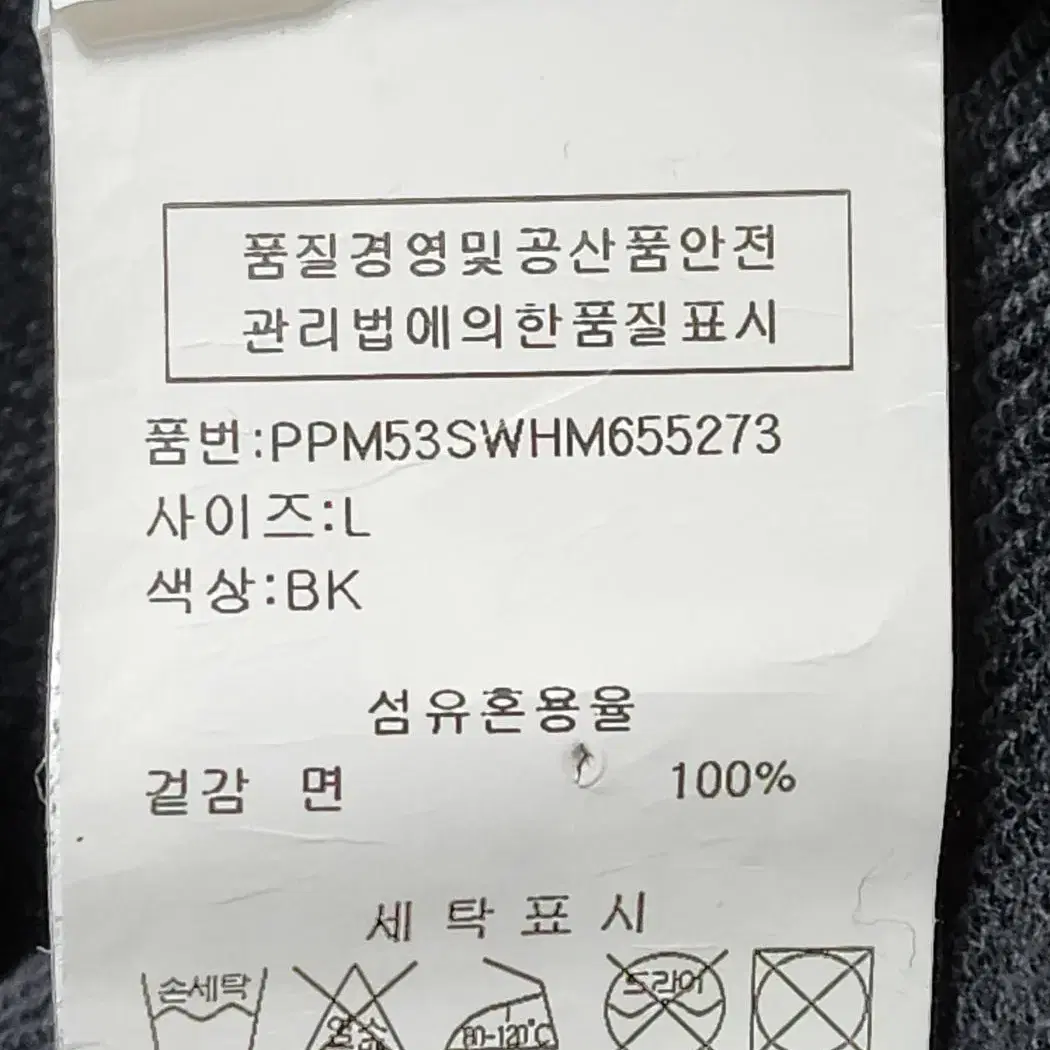 품질경영및공산품안전
관리법에의한품질표시
품번:PPM53SWHM655273
사이즈:L
색상:BK
섬유혼용율
겉감 면 100%
세탁표시
손세탁 염소 80-120℃ 드라이